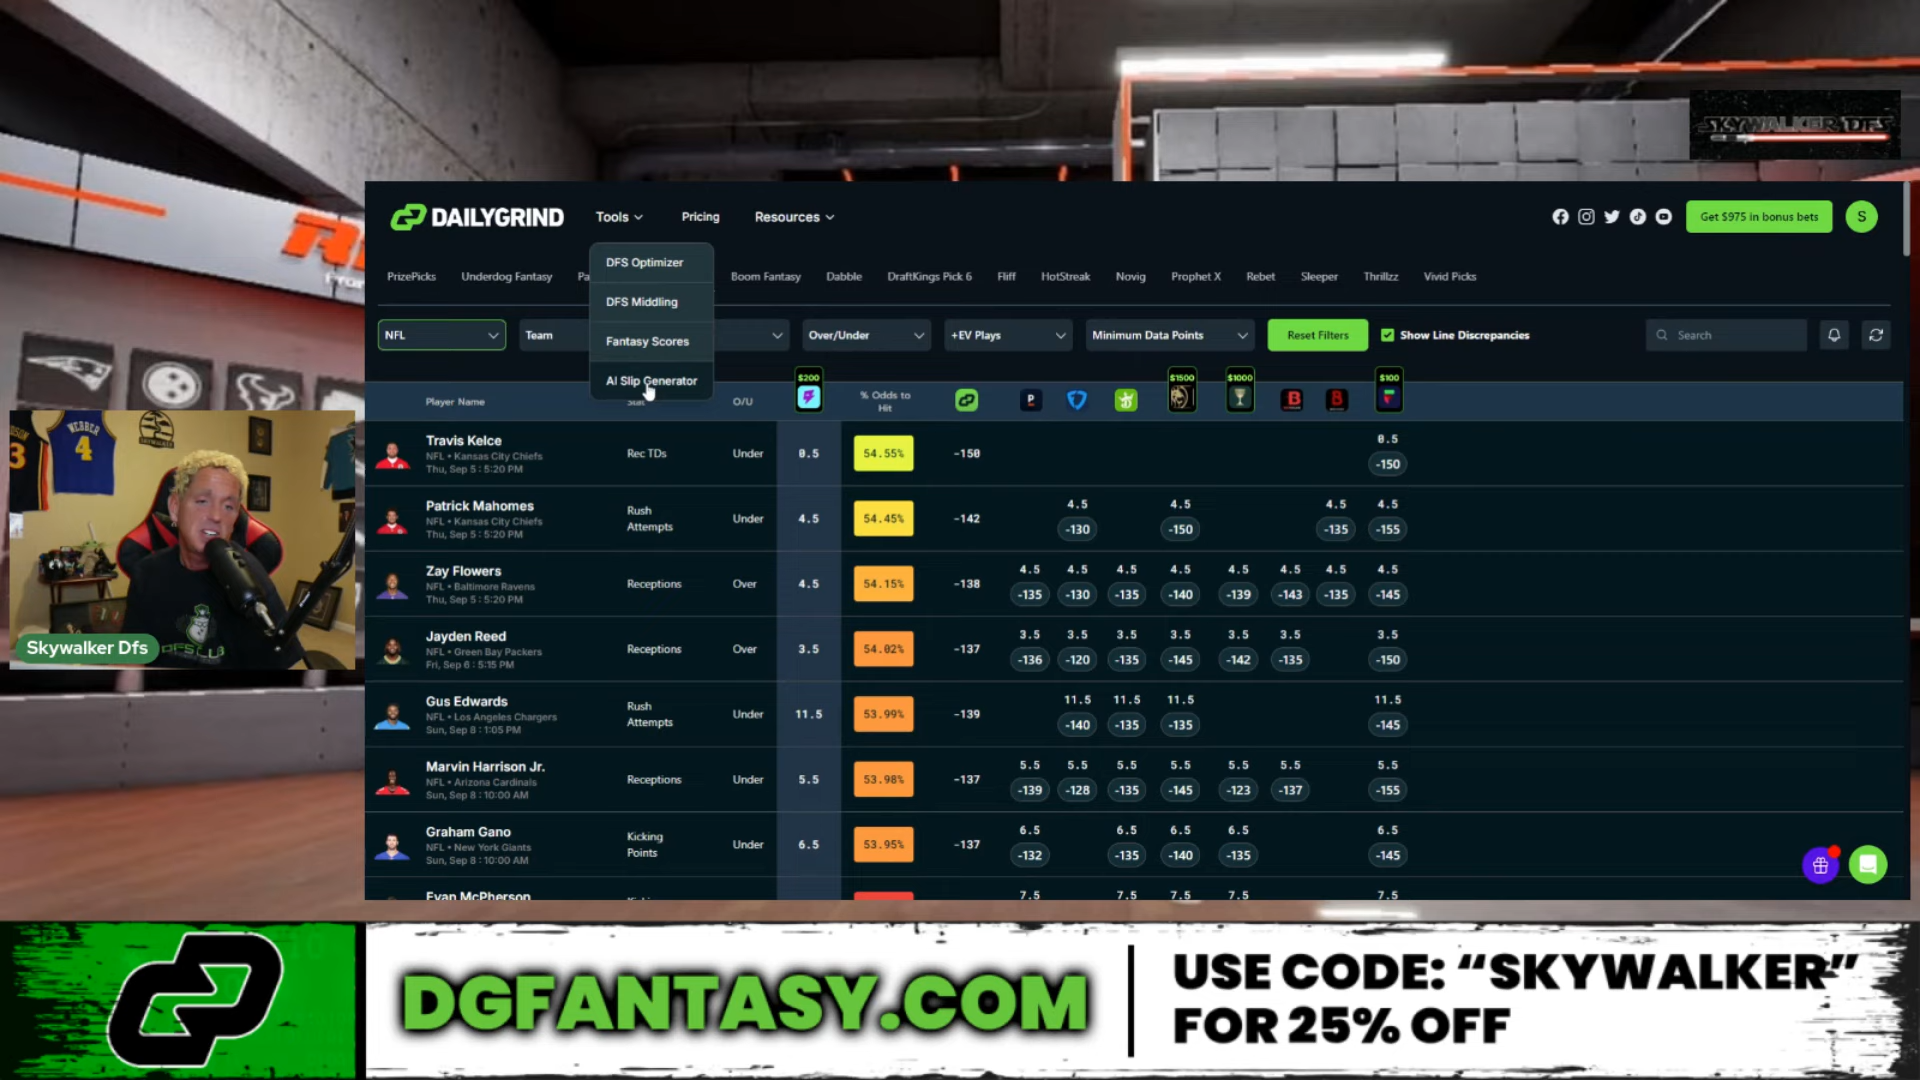 SKYWALKER DFS
DAILYGRIND
Tools
Pricing
Resources
Get $975 in bonus bets
S
DFS Optimizer
DFS Middling
Fantasy Scores
AI Slip Generator
PrizePicks
Underdog Fantasy
Pa
Boom Fantasy
Dabble
DraftKings Pick 6
Fliff
HotStreak
Novig
Prophet X
Rebet
Sleeper
Thrillzz
Vivid Picks
NFL
Team
Over/Under
+EV Plays
Minimum Data Points
Reset Filters
Show Line Discrepancies
Search
Player Name
Stat
O/U
$200
% Odds to
Hit
P
$1500
$1000
B
B
$100
Travis Kelce
NFL • Kansas City Chiefs
Thu, Sep 5 : 5:20 PM
Rec TDs
Under
0.5
54.55%
-150
0.5
-150
Patrick Mahomes
NFL • Kansas City Chiefs
Thu, Sep 5 : 5:20 PM
Rush
Attempts
Under
4.5
54.45%
-142
4.5 4.5 4.5 4.5
-130 -150 -135 -155
Zay Flowers
NFL • Baltimore Ravens
Thu, Sep 5 : 5:20 PM
Receptions
Over
4.5
54.15%
-138
4.5 4.5 4.5 4.5 4.5 4.5 4.5 4.5
-135 -130 -135 -140 -139 -143 -135 -145
Jayden Reed
NFL • Green Bay Packers
Fri, Sep 6 : 5:15 PM
Receptions
Over
3.5
54.02%
-137
3.5 3.5 3.5 3.5 3.5 3.5 3.5
-136 -120 -135 -145 -142 -135 -150
Gus Edwards
NFL • Los Angeles Chargers
Sun, Sep 8 : 1:05 PM
Rush
Attempts
Under
11.5
53.99%
-139
11.5 11.5 11.5 11.5
-140 -135 -135 -145
Marvin Harrison Jr.
NFL • Arizona Cardinals
Sun, Sep 8 : 10:00 AM
Receptions
Under
5.5
53.98%
-137
5.5 5.5 5.5 5.5 5.5 5.5 5.5
-139 -128 -135 -145 -123 -137 -155
Graham Gano
NFL • New York Giants
Sun, Sep 8 : 10:00 AM
Kicking
Points
Under
6.5
53.95%
-137
6.5 6.5 6.5 6.5 6.5
-132 -135 -140 -135 -145
Evan McPherson
7.5 7.5 7.5 7.5 7.5
WEBBER
4
3
Skywalker Dfs
DFS CLUB
DGFANTASY.COM
USE CODE: “SKYWALKER”
FOR 25% OFF